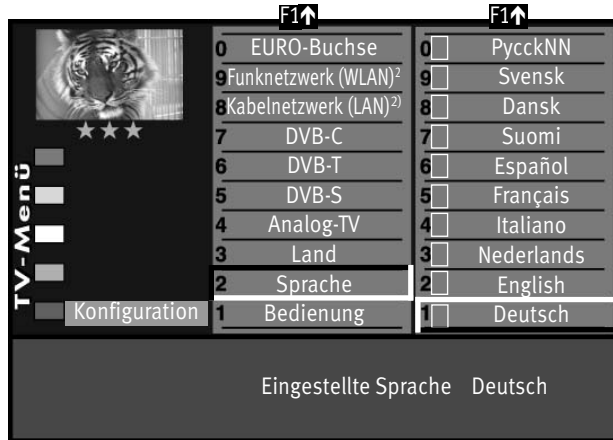 F1↑ F1↑
0 EURO-Buchse 0 PycckNN
9 Funknetzwerk (WLAN)2 9 Svensk
8 Kabelnetzwerk (LAN)2) 8 Dansk
7 DVB-C 7 Suomi
6 DVB-T 6 Español
5 DVB-S 5 Français
4 Analog-TV 4 Italiano
3 Land 3 Nederlands
2 Sprache 2 English
TV-Menü
Konfiguration 1 Bedienung 1 Deutsch
Eingestellte Sprache Deutsch